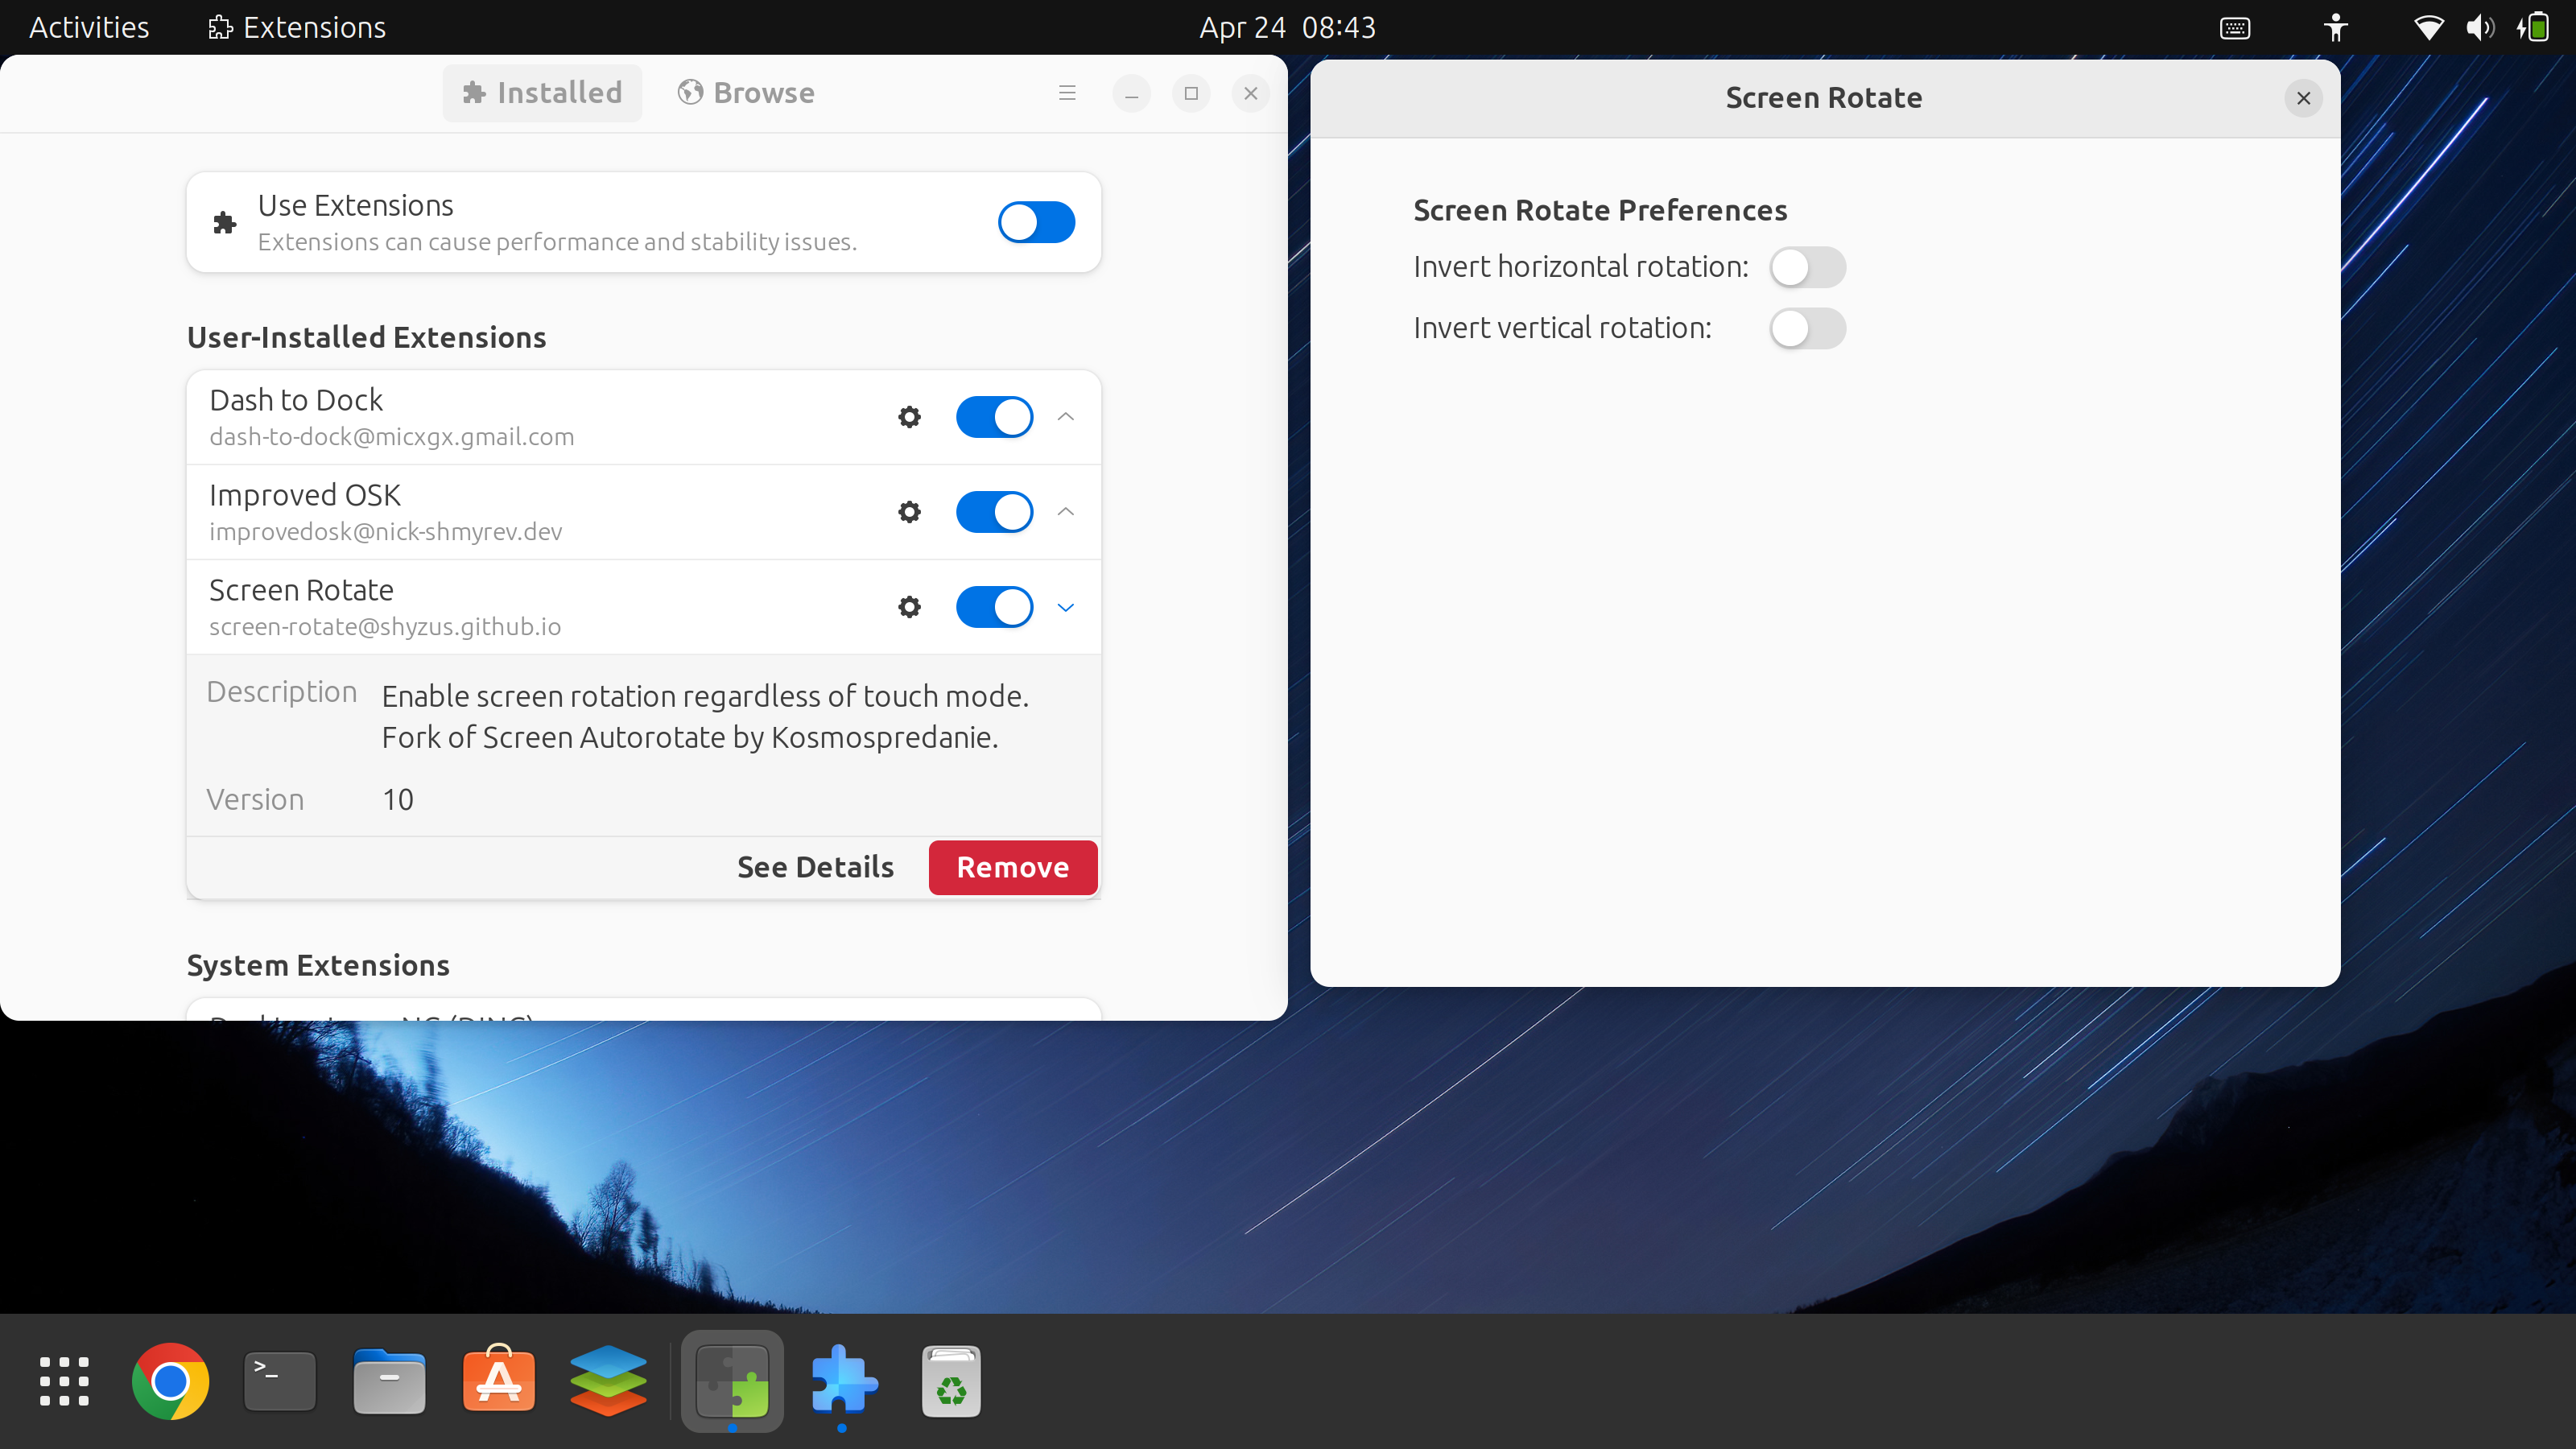 Activities
Extensions
Apr 24 08:43
Installed
Browse
Use Extensions
Extensions can cause performance and stability issues.
User-Installed Extensions
Dash to Dock
dash-to-dock@micxgx.gmail.com
Improved OSK
improvedosk@nick-shmyrev.dev
Screen Rotate
screen-rotate@shyzus.github.io
Description
Enable screen rotation regardless of touch mode.
Fork of Screen Autorotate by Kosmospredanie.
Version
10
See Details
Remove
System Extensions
Screen Rotate
Screen Rotate Preferences
Invert horizontal rotation:
Invert vertical rotation:
>_